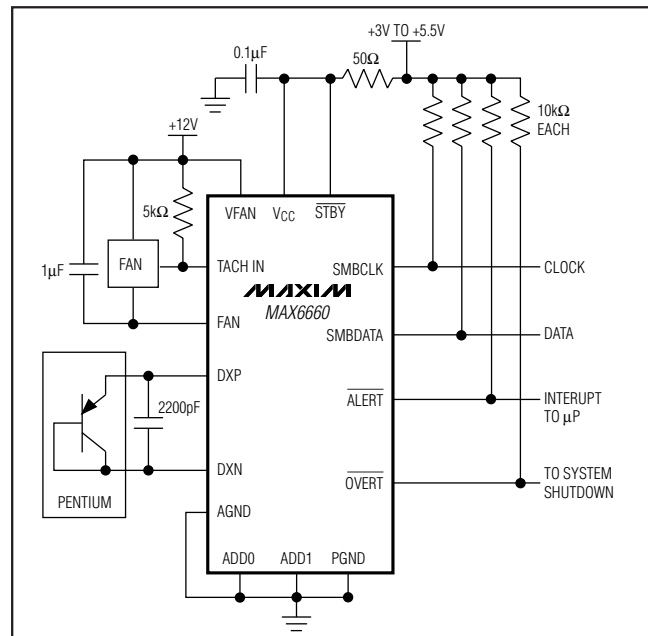 +3V TO +5.5V
0.1µF
50Ω
10kΩ
EACH
+12V
5kΩ
VFAN
VCC
STBY
1µF
FAN
TACH IN
SMBCLK
CLOCK
MAXIM
MAX6660
FAN
SMBDATA
DATA
DXP
2200pF
ALERT
INTERUPT
TO µP
DXN
OVERT
TO SYSTEM
SHUTDOWN
PENTIUM
AGND
ADD0
ADD1
PGND